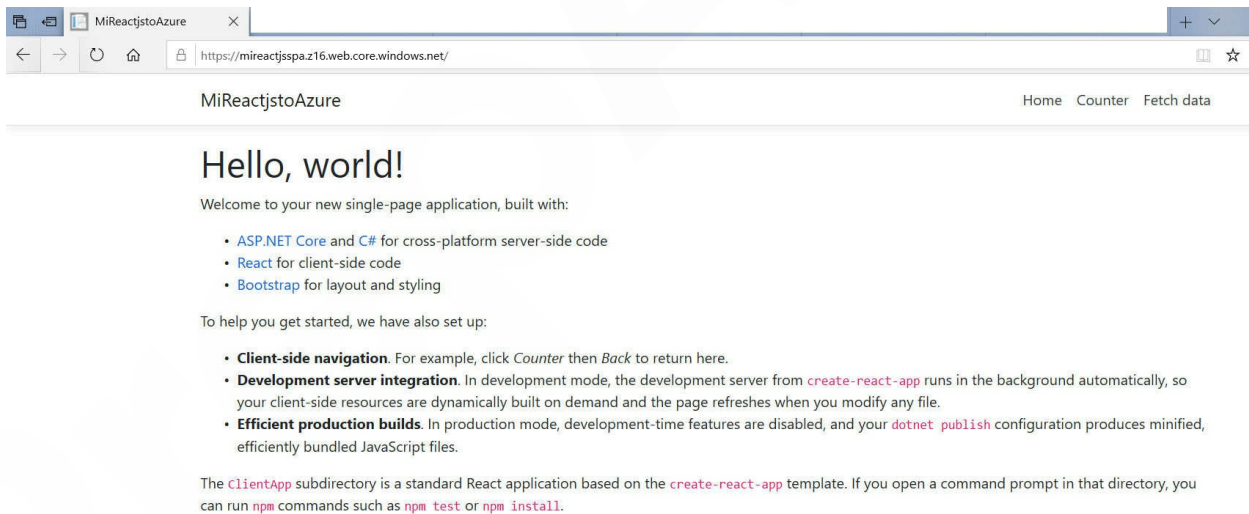 MiReactjstoAzure
https://mireactjsspa.z16.web.core.windows.net/
MiReactjstoAzure
Home Counter Fetch data
Hello, world!
Welcome to your new single-page application, built with:
• ASP.NET Core and C# for cross-platform server-side code
• React for client-side code
• Bootstrap for layout and styling
To help you get started, we have also set up:
• Client-side navigation. For example, click Counter then Back to return here.
• Development server integration. In development mode, the development server from create-react-app runs in the background automatically, so
your client-side resources are dynamically built on demand and the page refreshes when you modify any file.
• Efficient production builds. In production mode, development-time features are disabled, and your dotnet publish configuration produces minified,
efficiently bundled JavaScript files.
The ClientApp subdirectory is a standard React application based on the create-react-app template. If you open a command prompt in that directory, you
can run npm commands such as npm test or npm install.